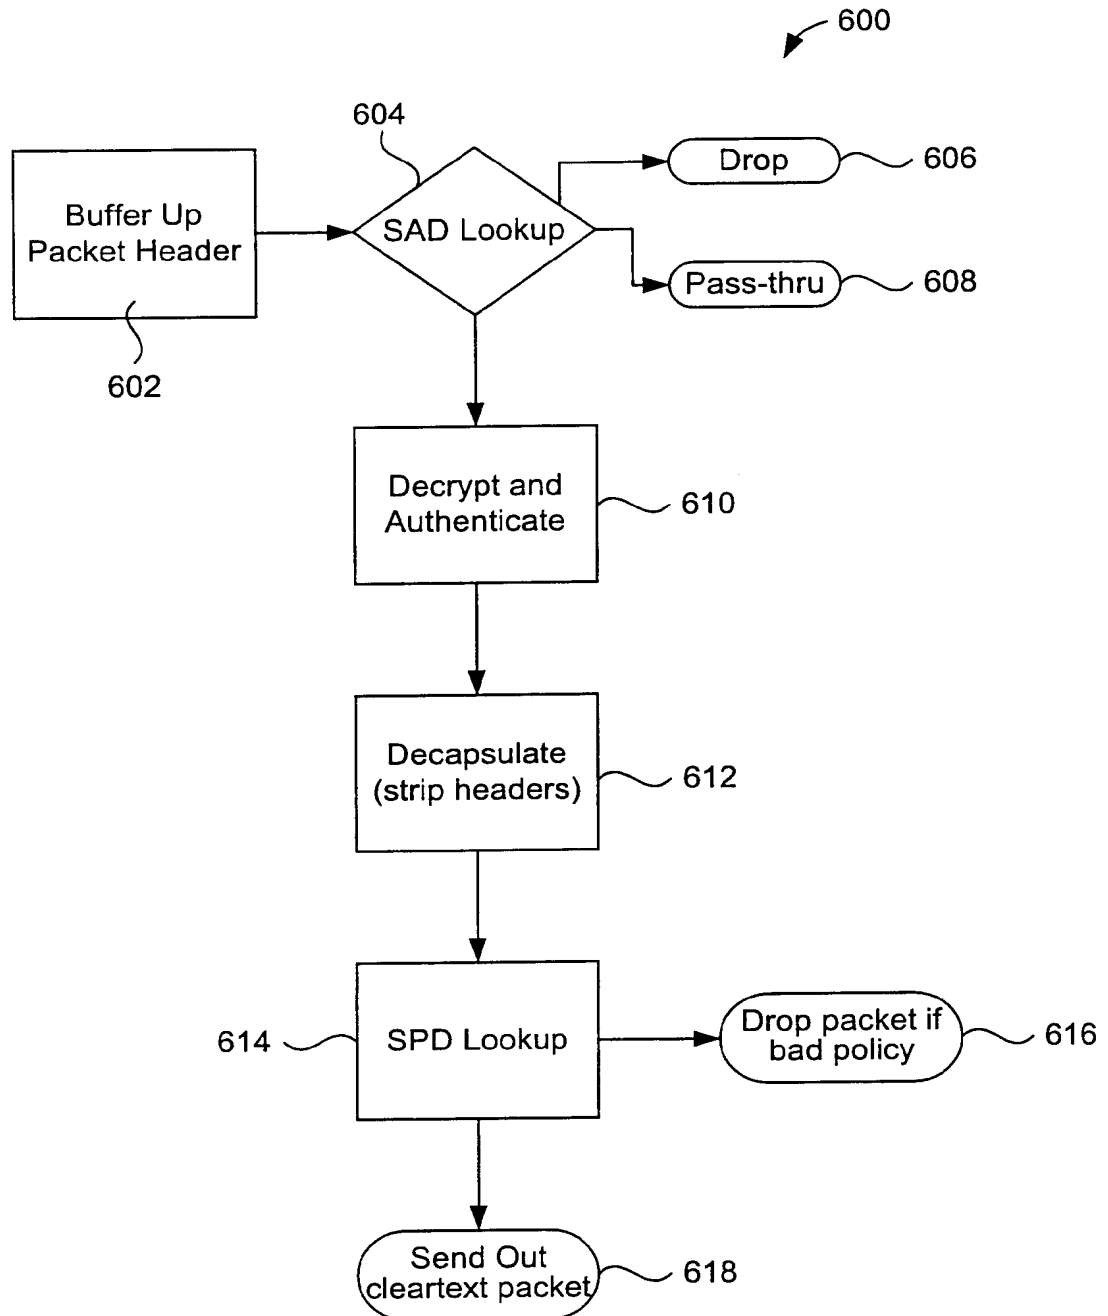 600
604
Drop
606
Buffer Up
Packet Header
SAD Lookup
Pass-thru
608
602
Decrypt and
Authenticate
610
Decapsulate
(strip headers)
612
614
SPD Lookup
Drop packet if
bad policy
616
Send Out
cleartext packet
618